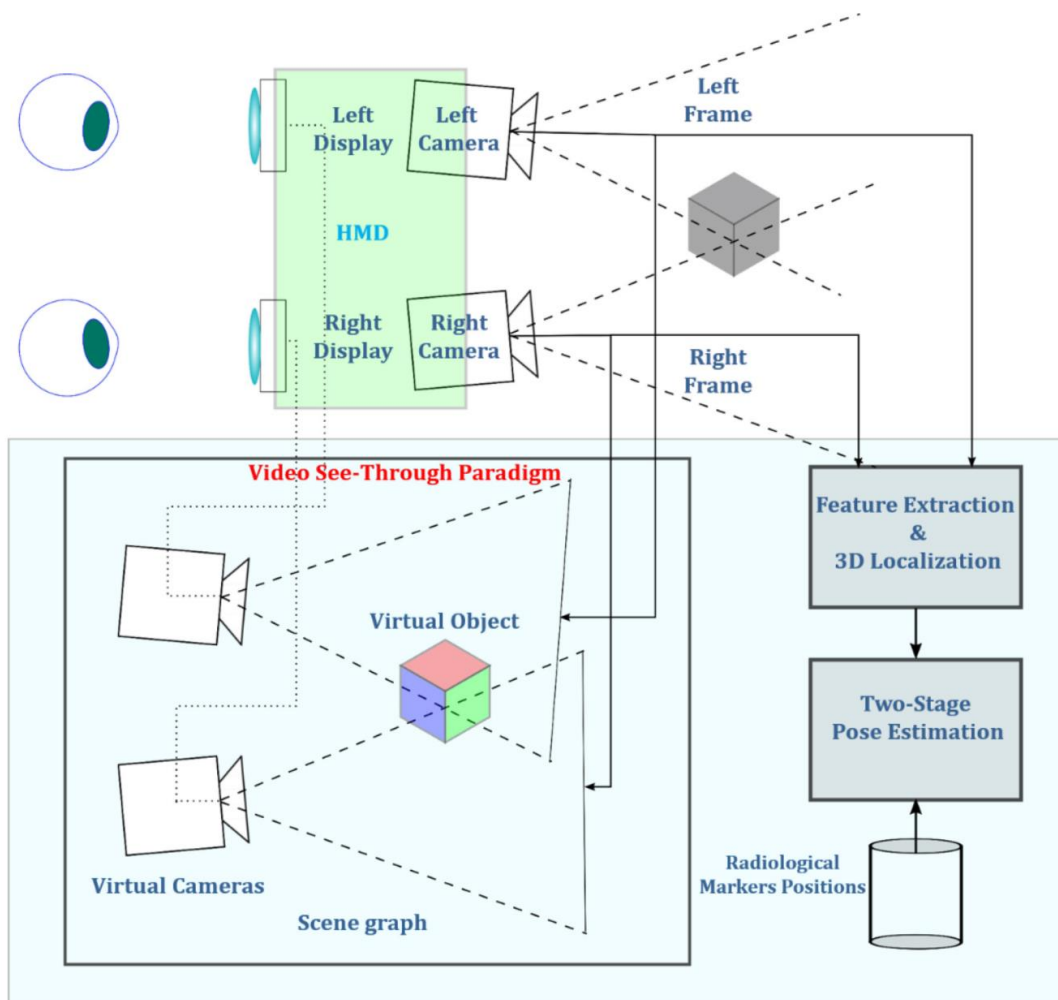 Left
Display
Left
Camera
Left
Frame
HMD
Right
Display
Right
Camera
Right
Frame
Video See-Through Paradigm
Feature Extraction
&
3D Localization
Virtual Object
Two-Stage
Pose Estimation
Radiological
Markers Positions
Virtual Cameras
Scene graph